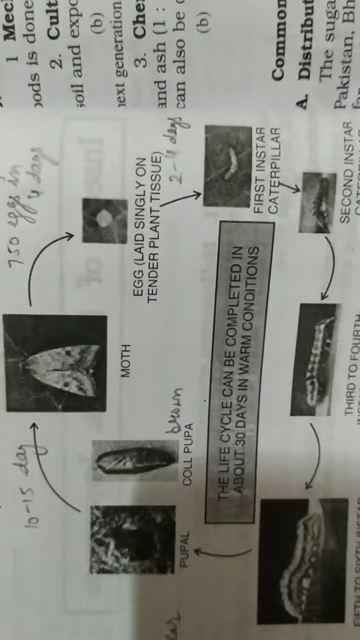 1 Mec
oods is done
(b)
2. Cult
soil and expo
(b)
next generation
3. Che
and ash (1 :
can also be
(b)
Common
A. Distribut
The suga
Pakistan, Bh
750 eggs in
4 days
10-15 day
2-4 days
MOTH
EGG (LAID SINGLY ON
TENDER PLANT TISSUE)
brown
COLL PUPA
PUPAL
FIRST INSTAR
CATERPILLAR
THE LIFE CYCLE CAN BE COMPLETED IN
ABOUT 30 DAYS IN WARM CONDITIONS
SECOND INSTAR
THIRD TO FOURTH